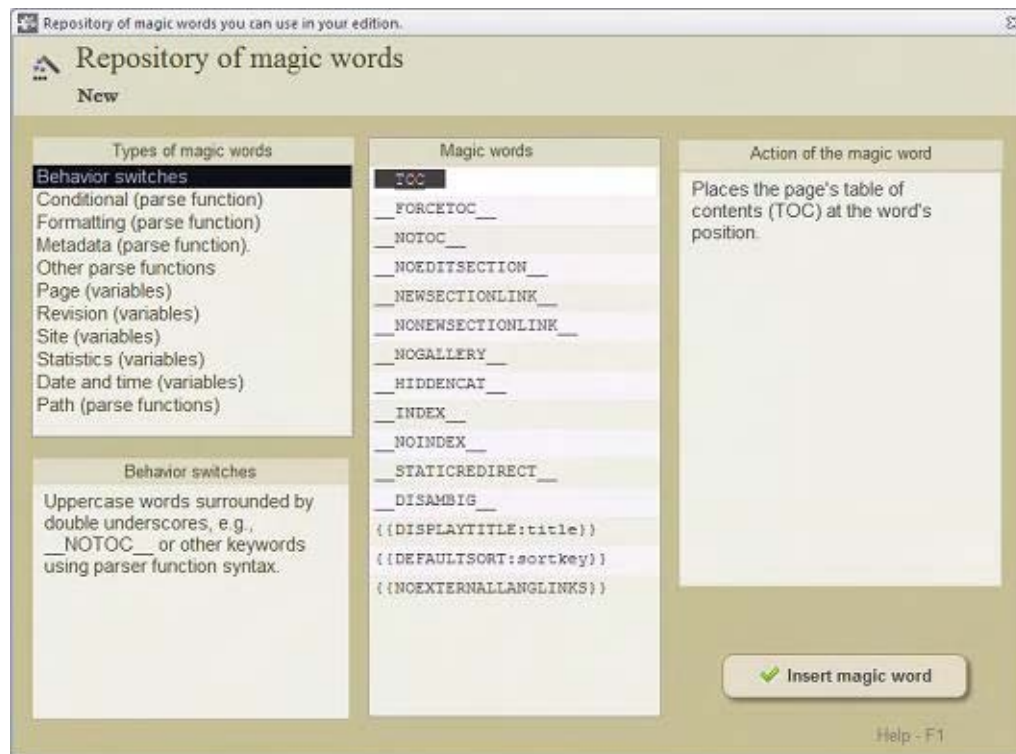 Repository of magic words you can use in your edition.
Repository of magic words
New
Types of magic words
Behavior switches
Conditional (parse function)
Formatting (parse function)
Metadata (parse function).
Other parse functions
Page (variables)
Revision (variables)
Site (variables)
Statistics (variables)
Date and time (variables)
Path (parse functions)
Behavior switches
Uppercase words surrounded by
double underscores, e.g.,
__NOTOC__ or other keywords
using parser function syntax.
Magic words
__TOC__
__FORCETOC__
__NOTOC__
__NOEDITSECTION__
__NEWSECTIONLINK__
__NONEWSECTIONLINK__
__NOGALLERY__
__HIDDENCAT__
__INDEX__
__NOINDEX__
__STATICREDIRECT__
__DISAMBIG__
{{DISPLAYTITLE:title}}
{{DEFAULTSORT:sortkey}}
{{NOEXTERNALLANGLINKS}}
Action of the magic word
Places the page's table of
contents (TOC) at the word's
position.
Insert magic word
Help - F1